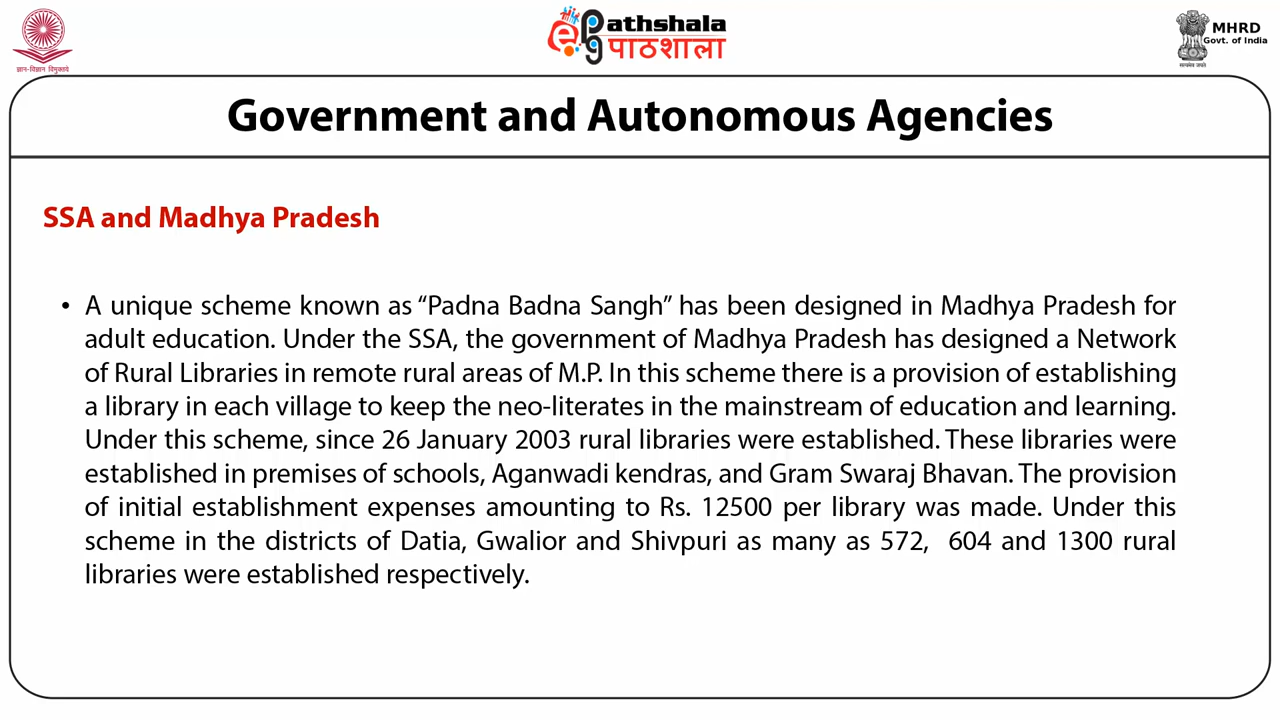 ज्ञान-विज्ञान विमुक्तये
ePathshala
पाठशाला
MHRD
Govt. of India
सत्यमेव जयते
Government and Autonomous Agencies
SSA and Madhya Pradesh
• A unique scheme known as “Padna Badna Sangh” has been designed in Madhya Pradesh for
adult education. Under the SSA, the government of Madhya Pradesh has designed a Network
of Rural Libraries in remote rural areas of M.P. In this scheme there is a provision of establishing
a library in each village to keep the neo-literates in the mainstream of education and learning.
Under this scheme, since 26 January 2003 rural libraries were established. These libraries were
established in premises of schools, Aganwadi kendras, and Gram Swaraj Bhavan. The provision
of initial establishment expenses amounting to Rs. 12500 per library was made. Under this
scheme in the districts of Datia, Gwalior and Shivpuri as many as 572,  604 and 1300 rural
libraries were established respectively.